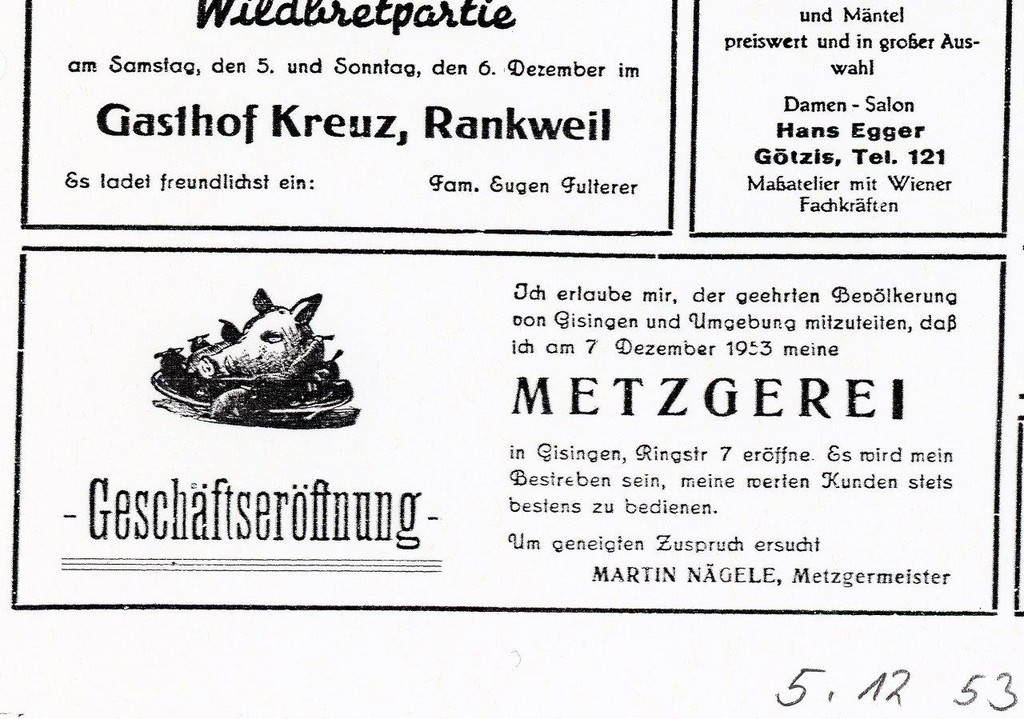 Wildbretpartie
am Samstag, den 5. und Sonntag, den 6. Dezember im
Gasthof Kreuz, Rankweil
Es ladet freundlichst ein: Fam. Eugen Fulterer
und Mäntel
preiswert und in großer Aus-
wahl
Damen - Salon
Hans Egger
Götzis, Tel. 121
Maßatelier mit Wiener
Fachkräften
- Geschäftseröffnung -
Ich erlaube mir, der geehrten Bevölkerung
von Gisingen und Umgebung mitzuteilen, daß
ich am 7 Dezember 1953 meine
METZGEREI
in Gisingen, Ringstr 7 eröffne. Es wird mein
Bestreben sein, meine werten Kunden stets
bestens zu bedienen.
Um geneigten Zuspruch ersucht
MARTIN NÄGELE, Metzgermeister
5. 12 53